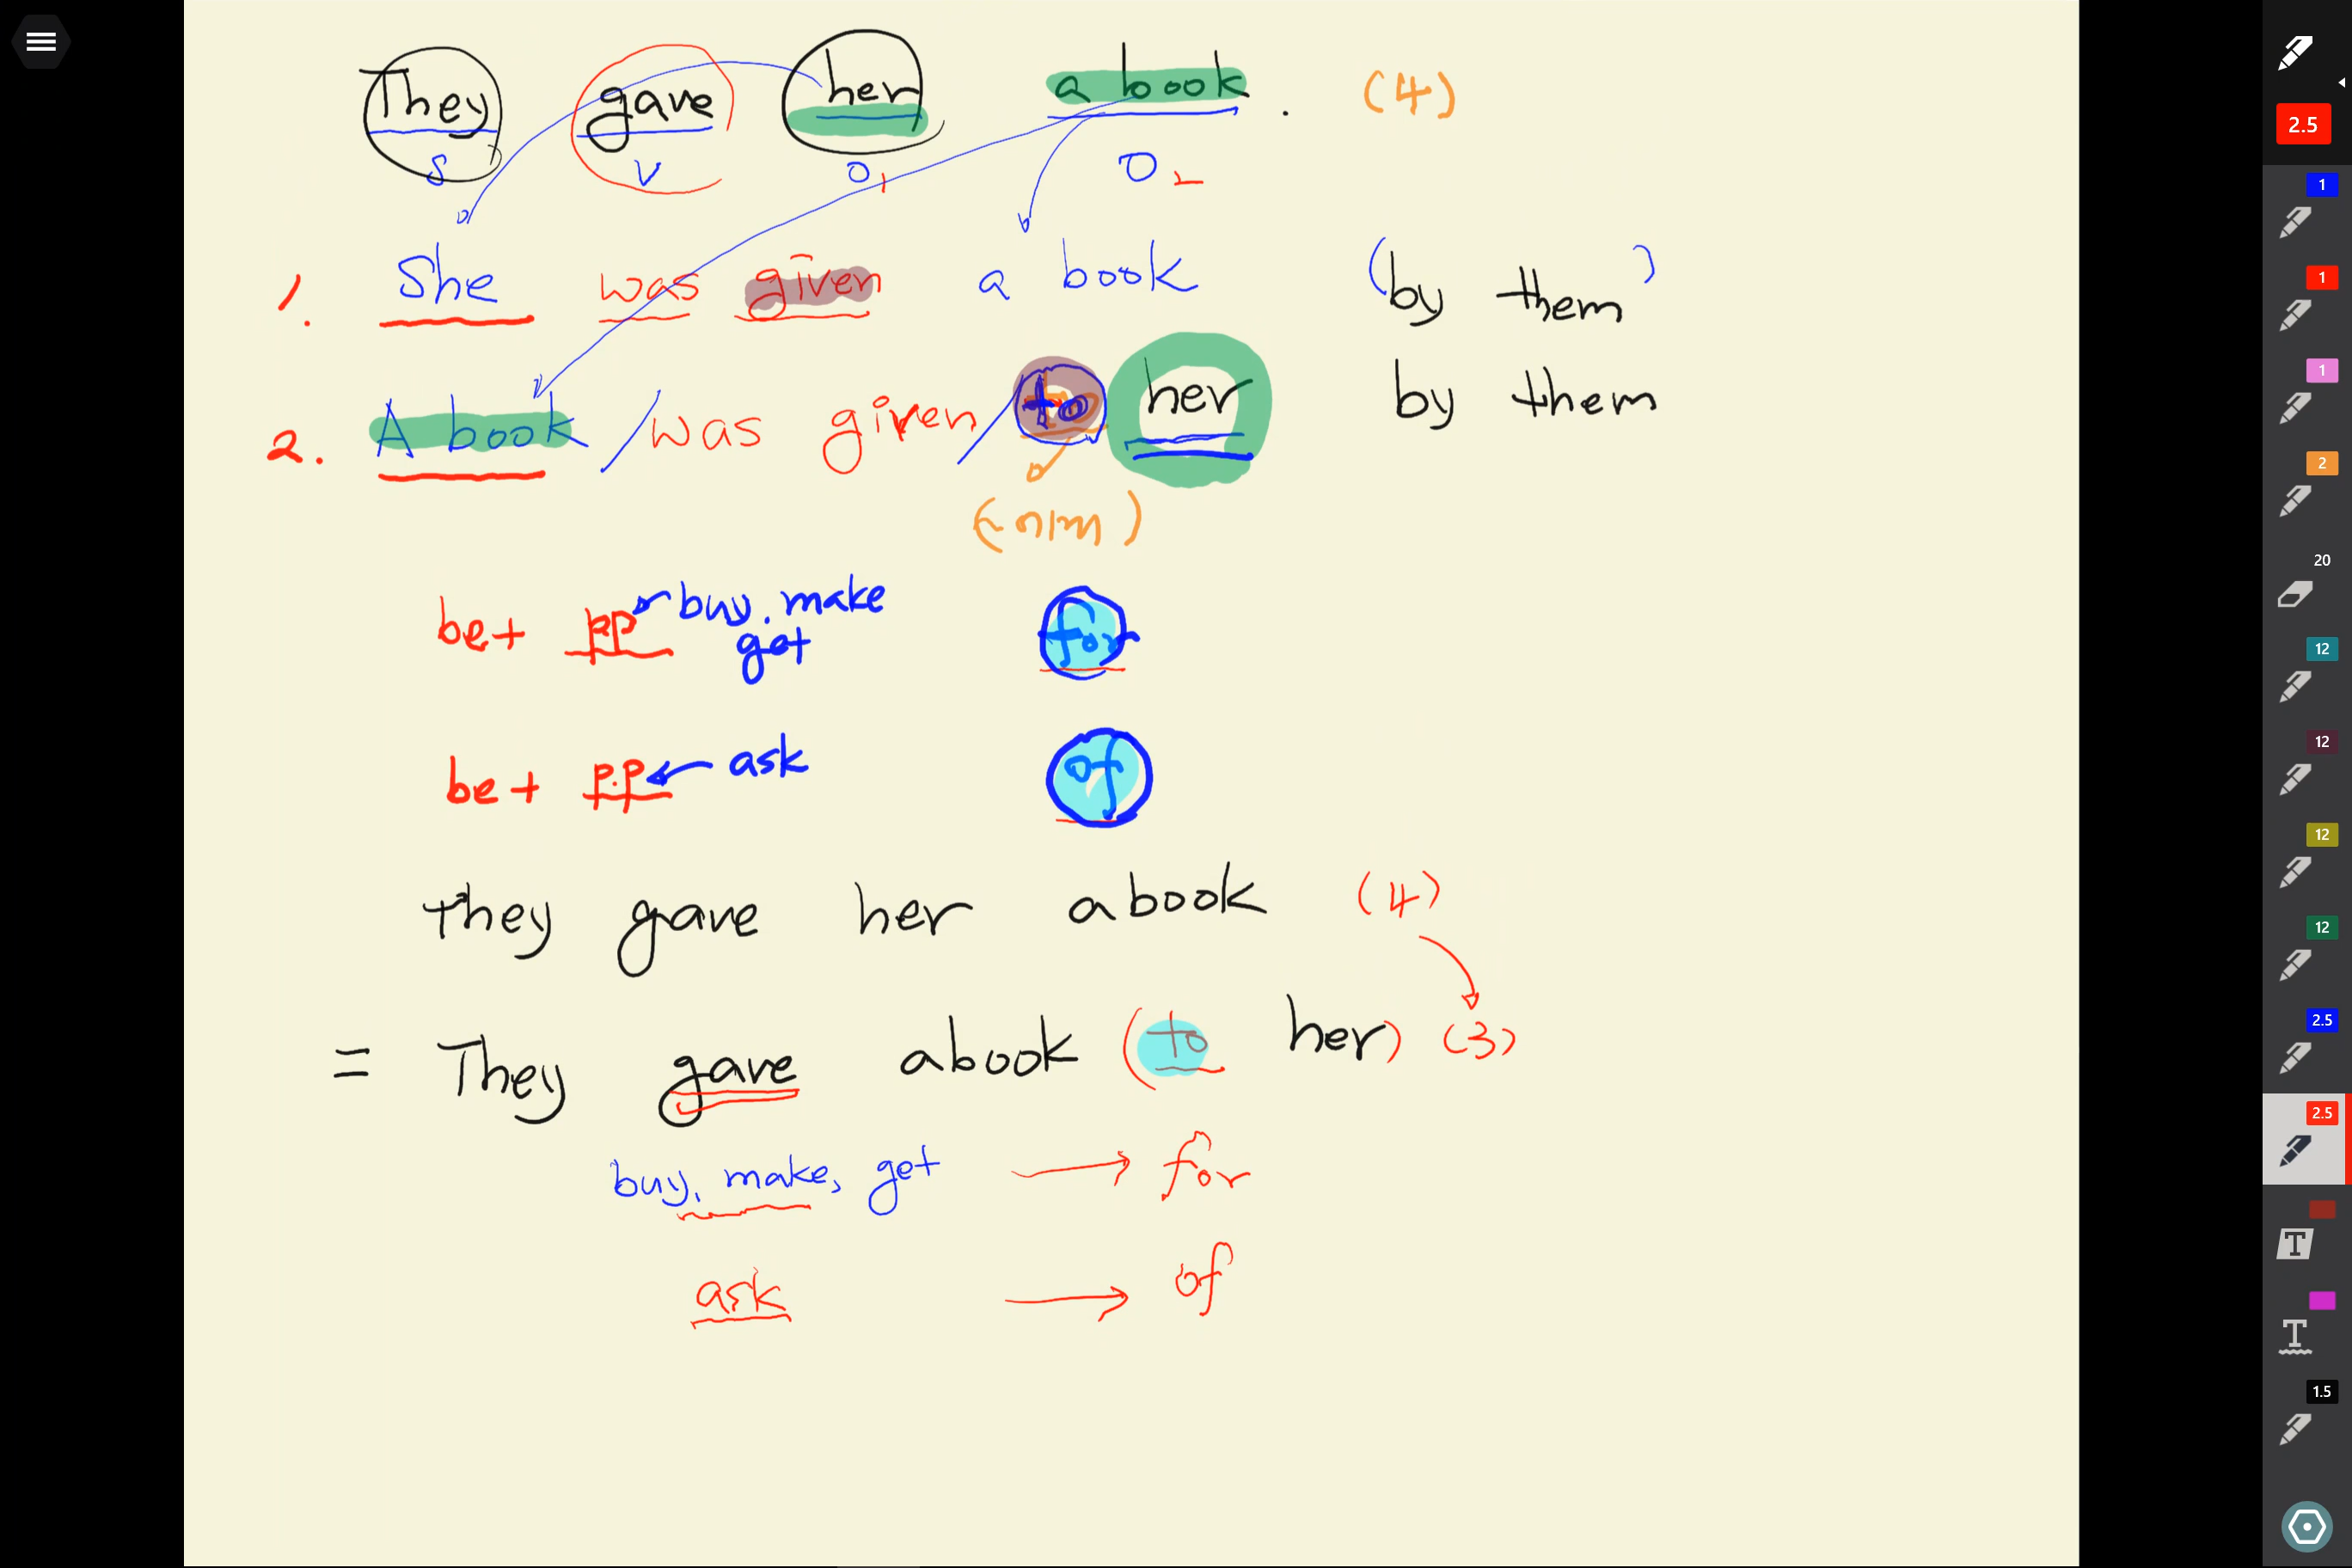 They gave her a book . (4)
S V O1 O2
1. She was given a book (by them)
2. A book / was given / to her by them
(~에게)
be+ p.p buy. make get for
be+ p.p ask of
they gave her a book (4)
= They gave a book (to her) (3)
buy, make, get → for
ask → of
2.5
1
1
1
2
20
12
12
12
12
2.5
2.5
T
T
1.5